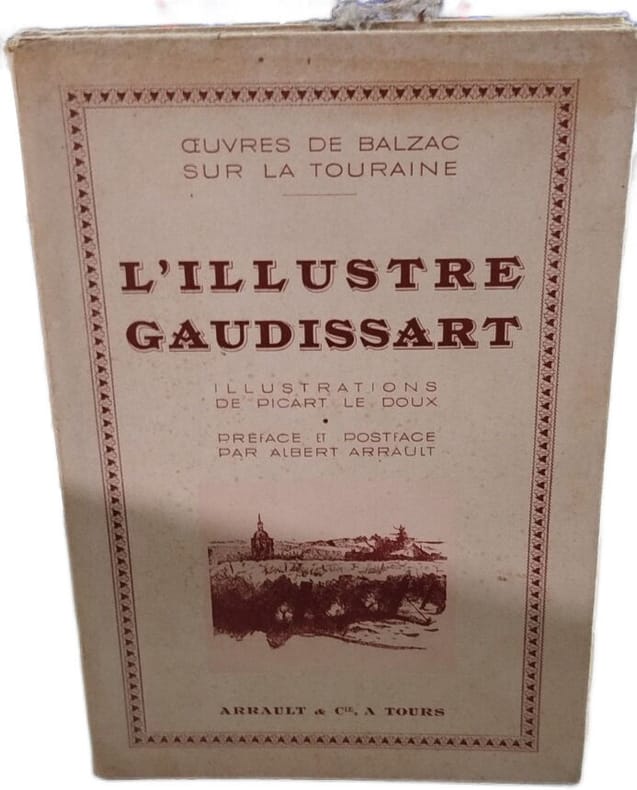 ŒUVRES DE BALZAC
SUR LA TOURAINE
L'ILLUSTRE
GAUDISSART
ILLUSTRATIONS
DE PICART LE DOUX
PRÉFACE ET POSTFACE
PAR ALBERT ARRAULT
ARRAULT & Cie, A TOURS